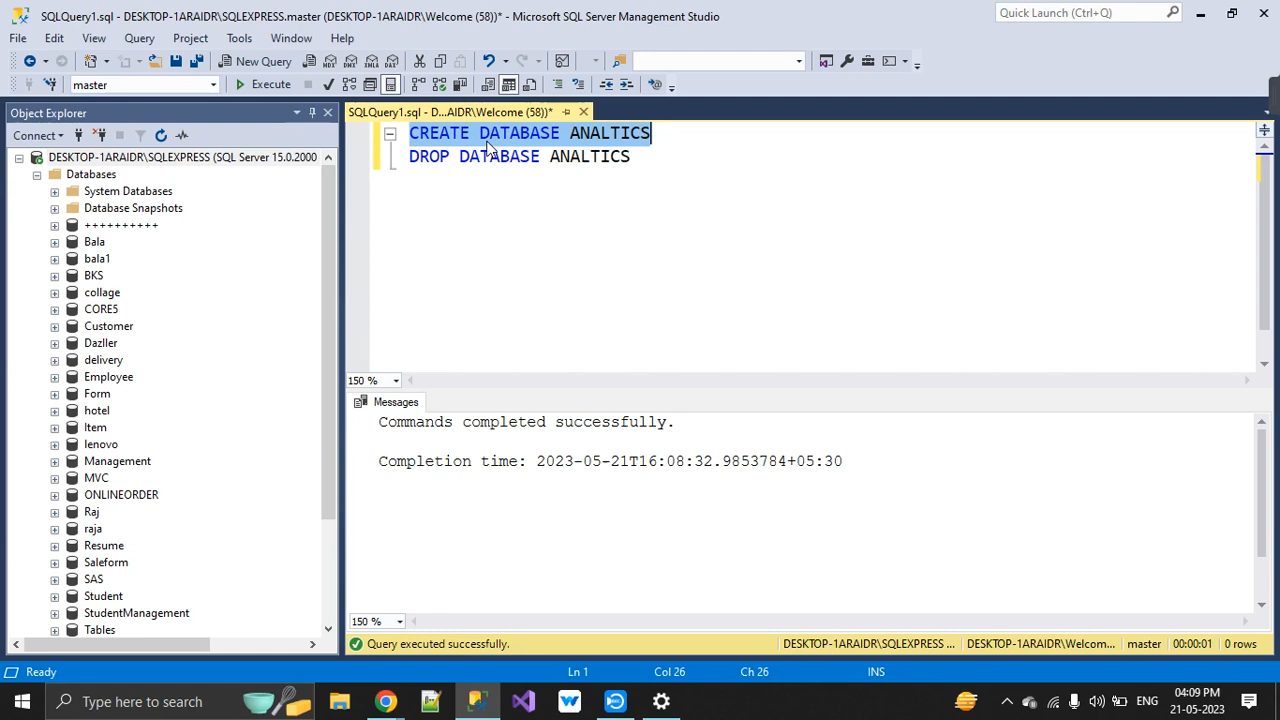 SQLQuery1.sql - DESKTOP-1ARAIDR\SQLEXPRESS.master (DESKTOP-1ARAIDR\Welcome (58))* - Microsoft SQL Server Management Studio
Quick Launch (Ctrl+Q)
File Edit View Query Project Tools Window Help
New Query
MDX DMX XMLA DAX
master
Execute
Object Explorer
SQLQuery1.sql - D...AIDR\Welcome (58))*
Connect
CREATE DATABASE ANALTICS
DROP DATABASE ANALTICS
DESKTOP-1ARAIDR\SQLEXPRESS (SQL Server 15.0.2000
Databases
System Databases
Database Snapshots
++++++++++
Bala
bala1
BKS
collage
CORE5
Customer
Dazller
delivery
Employee
Form
hotel
Item
lenovo
Management
MVC
ONLINEORDER
Raj
raja
Resume
Saleform
SAS
Student
StudentManagement
Tables
150 %
Messages
Commands completed successfully.
Completion time: 2023-05-21T16:08:32.9853784+05:30
150 %
Query executed successfully.
DESKTOP-1ARAIDR\SQLEXPRESS ...
DESKTOP-1ARAIDR\Welcom...
master
00:00:01
0 rows
Ready
Ln 1
Col 26
Ch 26
INS
Type here to search
ENG
04:09 PM
21-05-2023